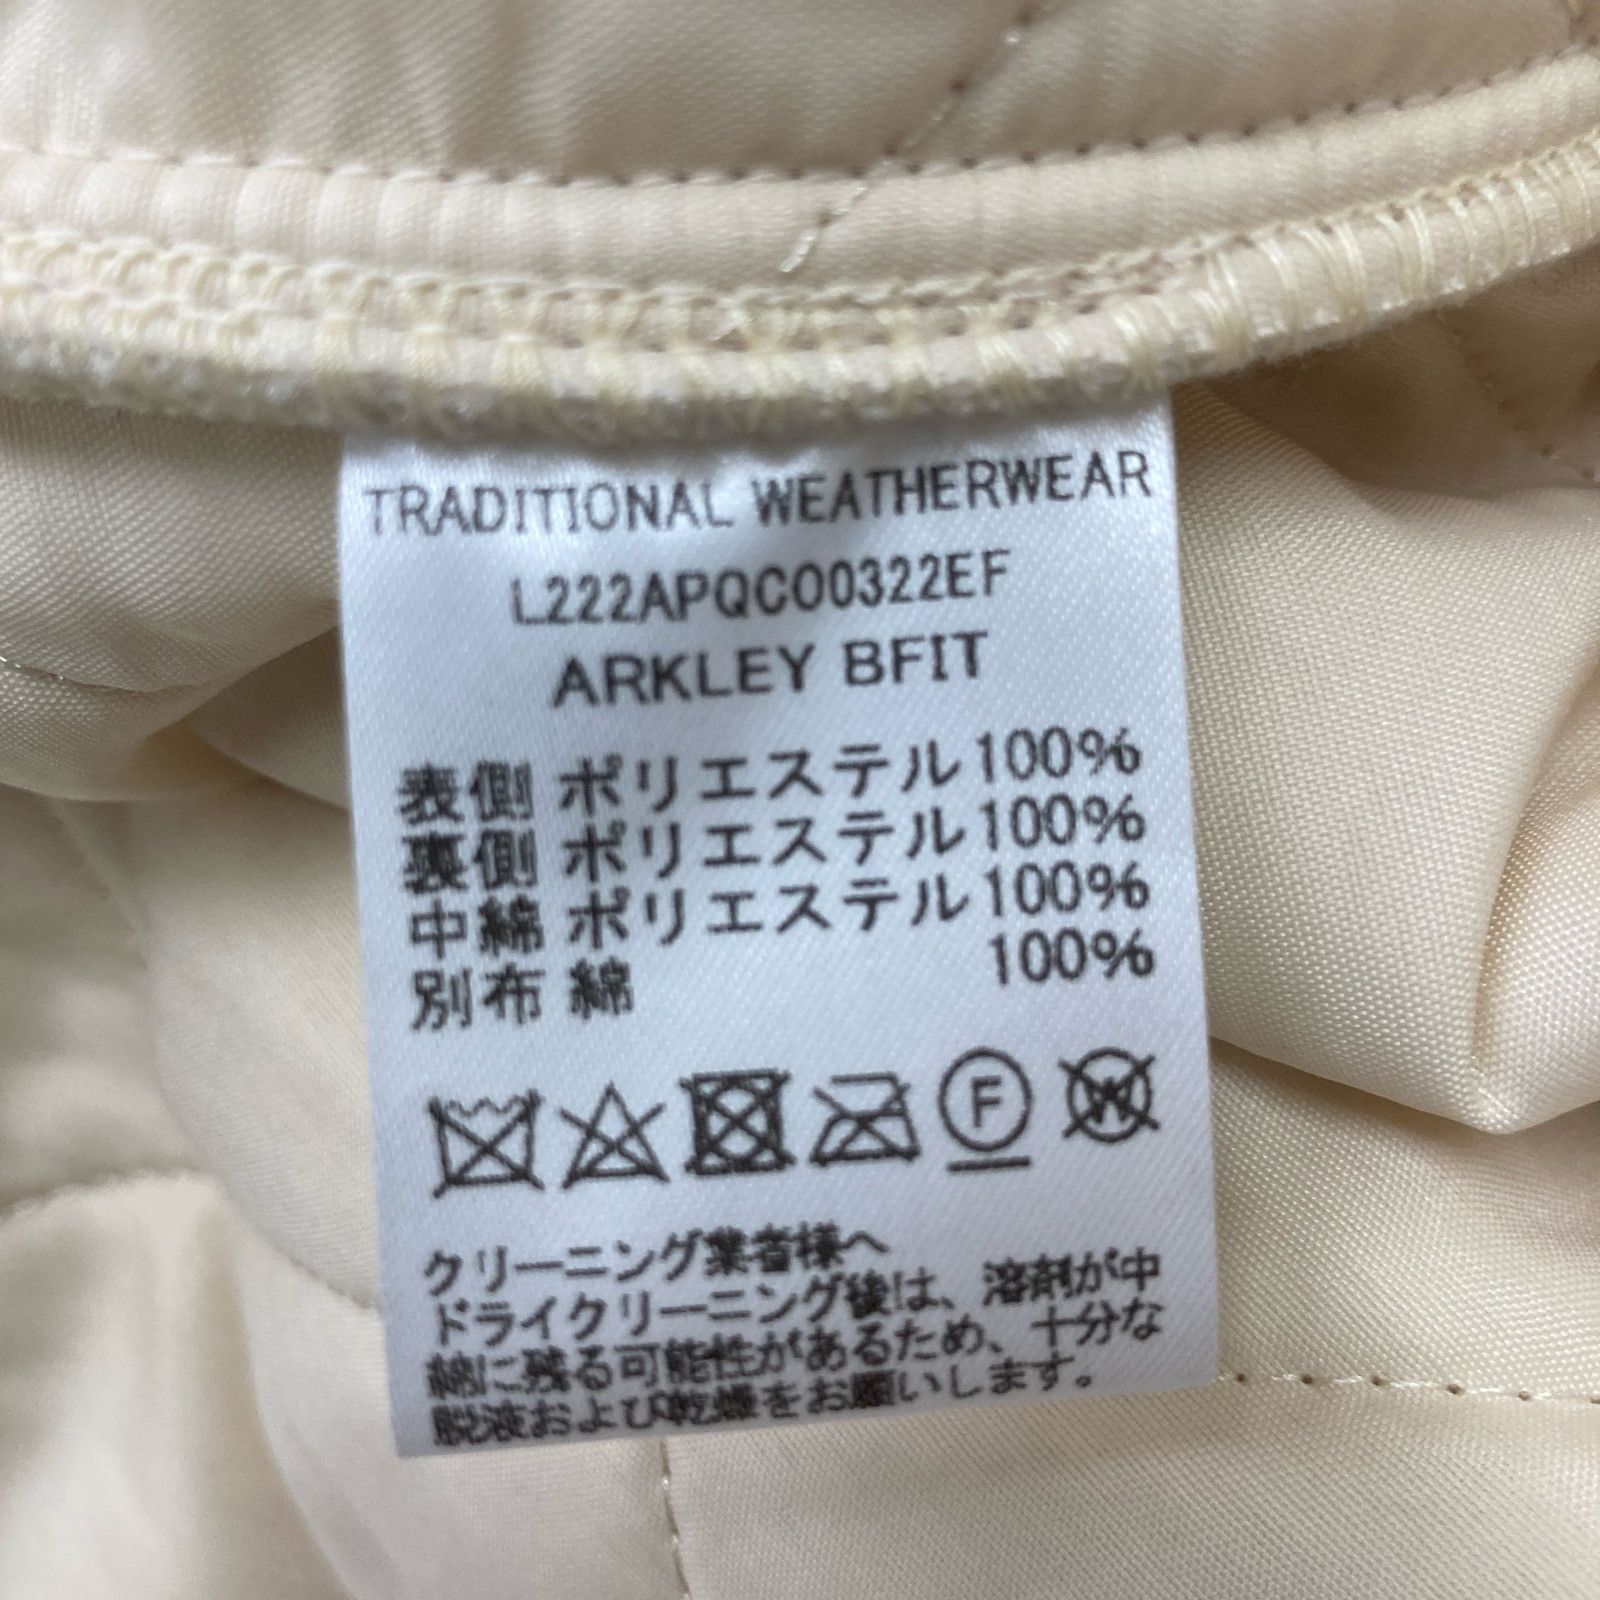 TRADITIONAL WEATHERWEAR
L222APQCO0322EF
ARKLEY BFIT
表側 ポリエステル100%
裏側 ポリエステル100%
中綿 ポリエステル100%
別布 綿 100%
F
W
クリーニング業者様へ
ドライクリーニング後は、溶剤が中
綿に残る可能性があるため、十分な
脱液および乾燥をお願いします。